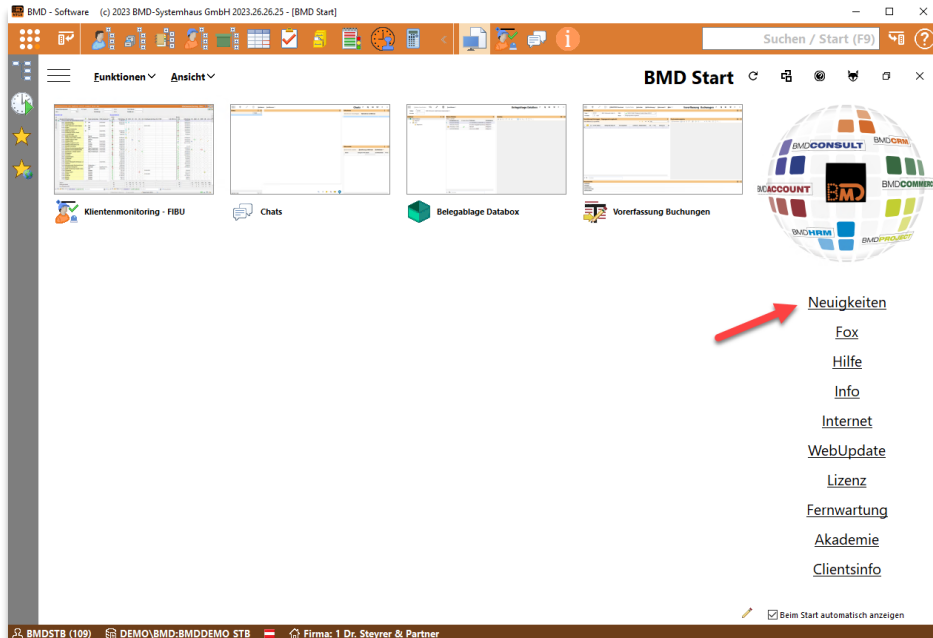 BMD - Software (c) 2023 BMD-Systemhaus GmbH 2023.26.26.25 - [BMD Start]
Suchen / Start (F9)
Funktionen Ansicht
BMD Start
BMDCONSULT
BMDCRM
BMDACCOUNT
BMD
BMDCOMMERC
BMDHRM
BMDPROJECT
Klientenmonitoring - FIBU
Chats
Belegablage Databox
Vorerfassung Buchungen
Neuigkeiten
Fox
Hilfe
Info
Internet
WebUpdate
Lizenz
Fernwartung
Akademie
Clientsinfo
Beim Start automatisch anzeigen
BMDSTB (109) DEMO\BMD:BMDDEMO_STB Firma: 1 Dr. Steyrer & Partner